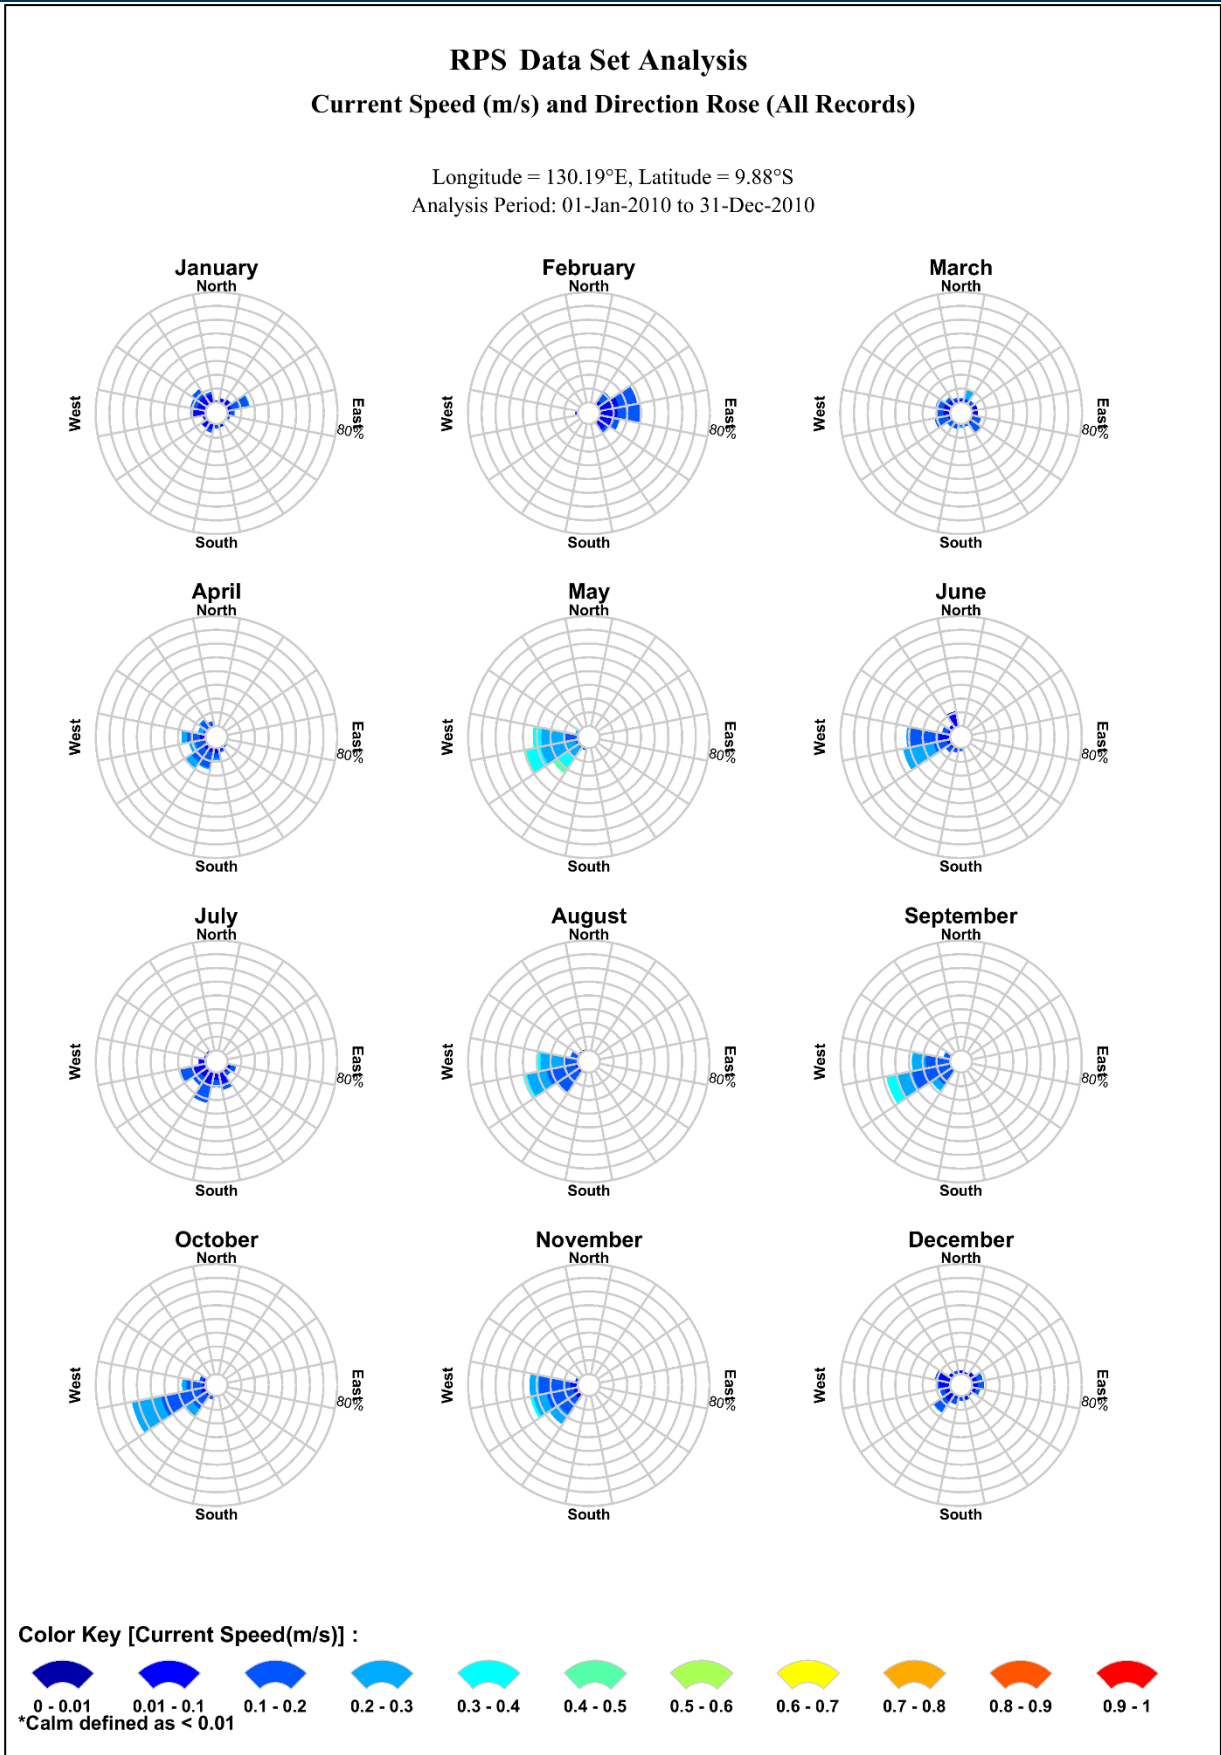 RPS Data Set Analysis
Current Speed (m/s) and Direction Rose (All Records)
Longitude = 130.19°E, Latitude = 9.88°S
Analysis Period: 01-Jan-2010 to 31-Dec-2010
January
North
West
East
80%
South
February
North
West
East
80%
South
March
North
West
East
80%
South
April
North
West
East
80%
South
May
North
West
East
80%
South
June
North
West
East
80%
South
July
North
West
East
80%
South
August
North
West
East
80%
South
September
North
West
East
80%
South
October
North
West
East
80%
South
November
North
West
East
80%
South
December
North
West
East
80%
South
Color Key [Current Speed(m/s)] :
0 - 0.01 0.01 - 0.1 0.1 - 0.2 0.2 - 0.3 0.3 - 0.4 0.4 - 0.5 0.5 - 0.6 0.6 - 0.7 0.7 - 0.8 0.8 - 0.9 0.9 - 1
*Calm defined as < 0.01